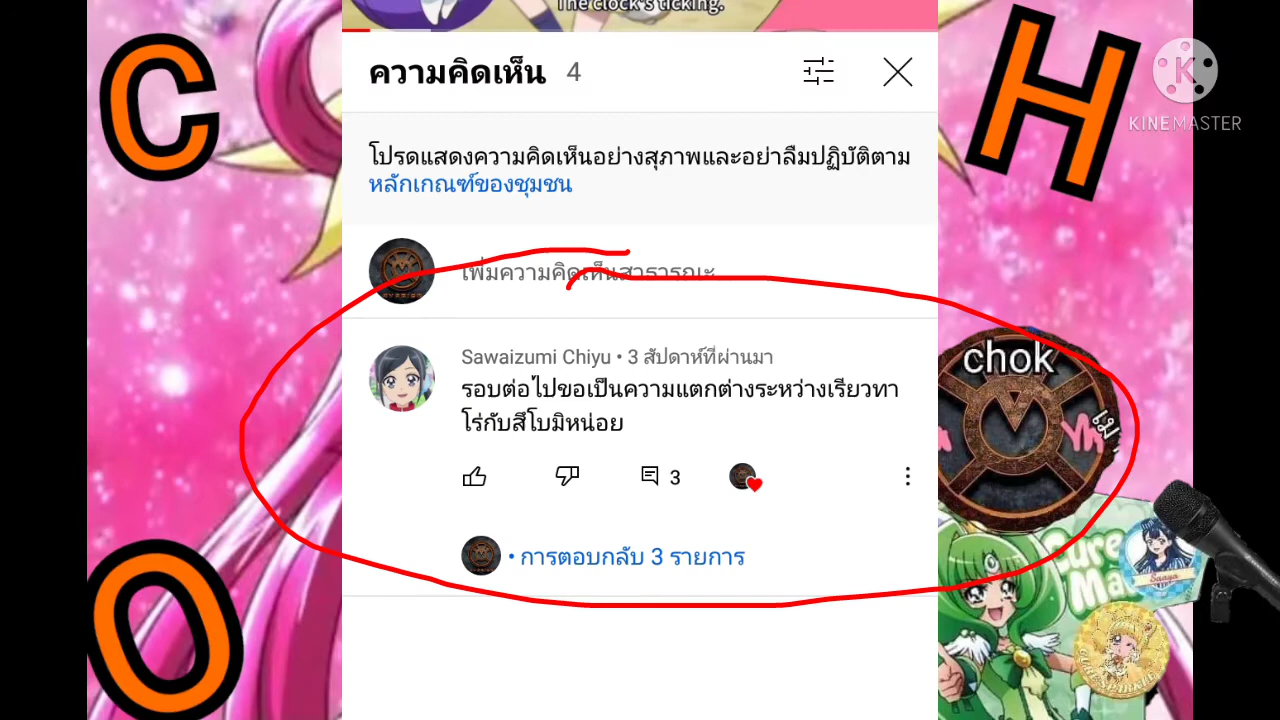 The clock's ticking.
C
H
KINEMASTER
ความคิดเห็น 4
โปรดแสดงความคิดเห็นอย่างสุภาพและอย่าลืมปฏิบัติตาม
หลักเกณฑ์ของชุมชน
เพิ่มความคิดเห็นสาธารณะ
Sawaizumi Chiyu • 3 สัปดาห์ที่ผ่านมา
รอบต่อไปขอเป็นความแตกต่างระหว่างเรียวทา
โร่กับสึโบมิหน่อย
3
• การตอบกลับ 3 รายการ
chok
เม
O
Cure
Ma
Saaya